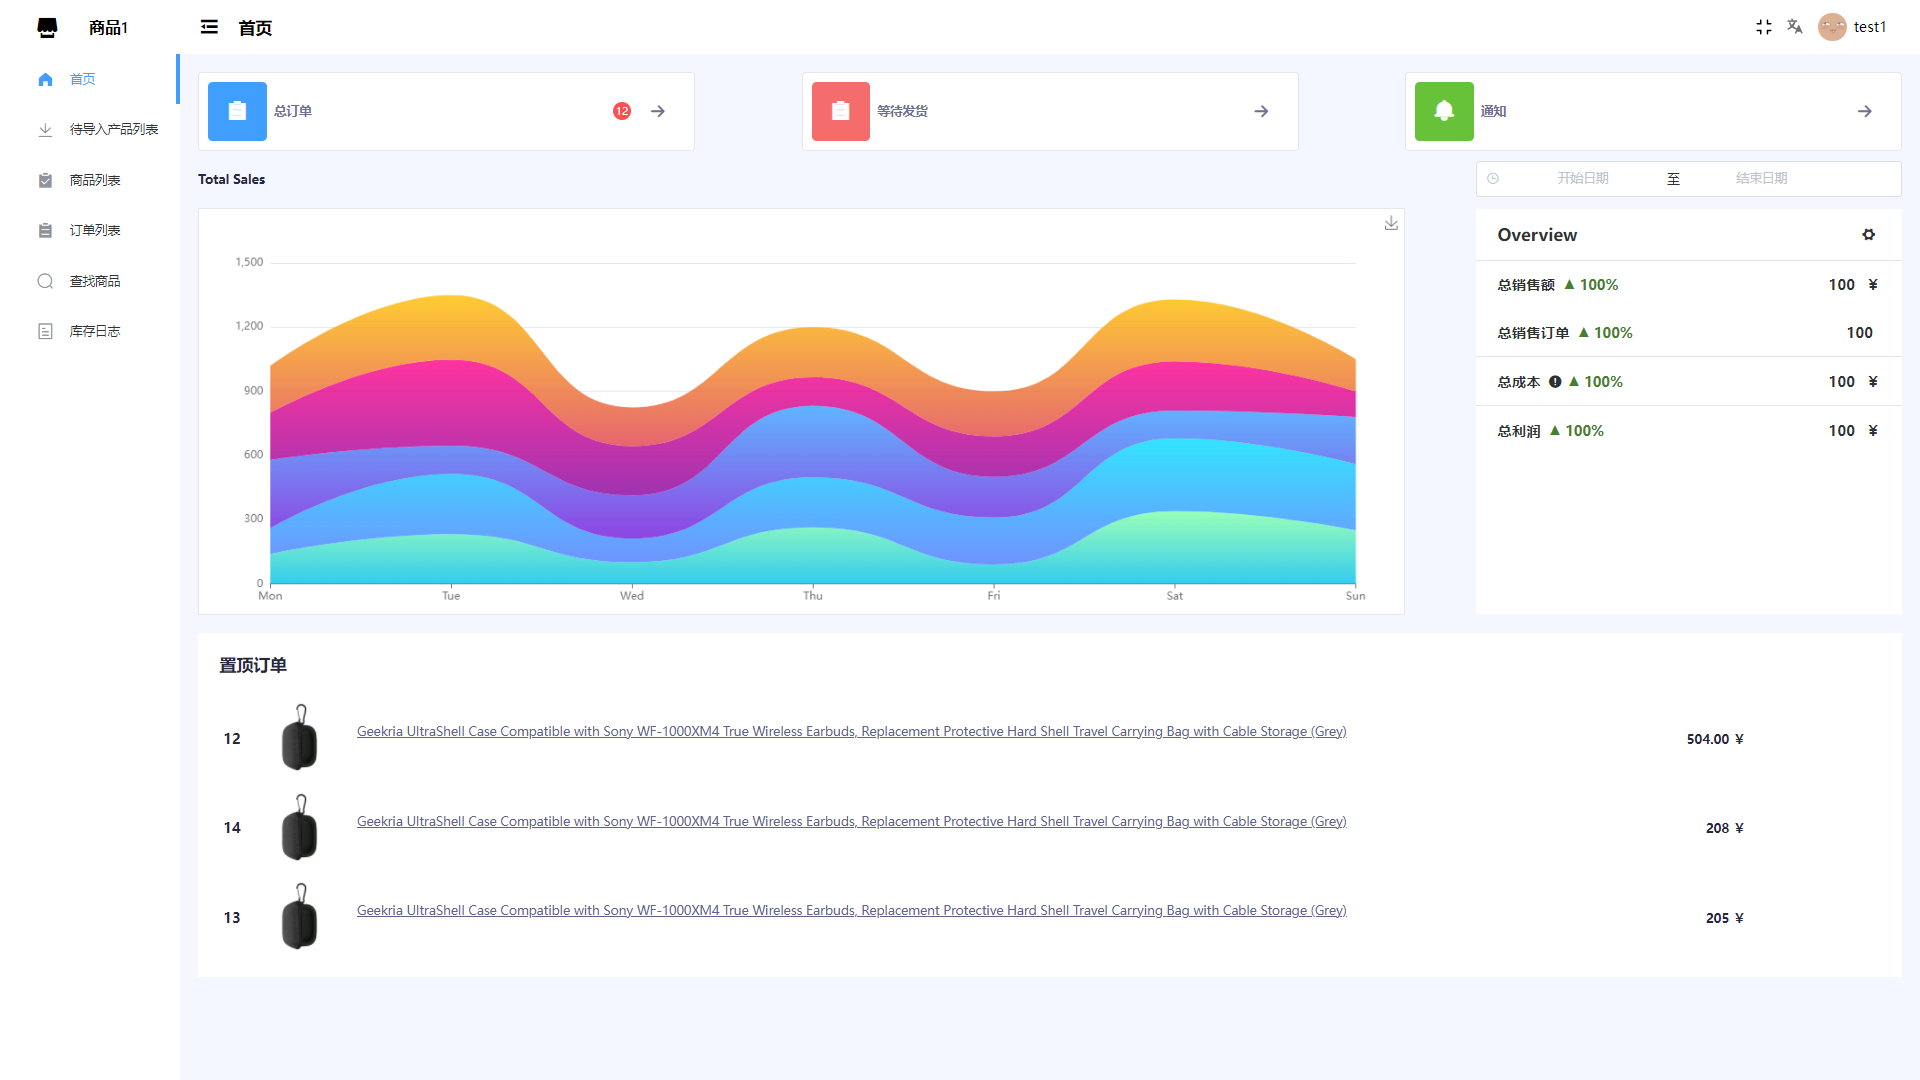 商品1
首页
test1
首页
待导入产品列表
商品列表
订单列表
查找商品
库存日志
总订单
12
等待发货
通知
Total Sales
开始日期 至 结束日期
1,500
1,200
900
600
300
0
Mon Tue Wed Thu Fri Sat Sun
Overview
总销售额 ▲ 100% 100 ¥
总销售订单 ▲ 100% 100
总成本 ▲ 100% 100 ¥
总利润 ▲ 100% 100 ¥
置顶订单
12 Geekria UltraShell Case Compatible with Sony WF-1000XM4 True Wireless Earbuds, Replacement Protective Hard Shell Travel Carrying Bag with Cable Storage (Grey) 504.00 ¥
14 Geekria UltraShell Case Compatible with Sony WF-1000XM4 True Wireless Earbuds, Replacement Protective Hard Shell Travel Carrying Bag with Cable Storage (Grey) 208 ¥
13 Geekria UltraShell Case Compatible with Sony WF-1000XM4 True Wireless Earbuds, Replacement Protective Hard Shell Travel Carrying Bag with Cable Storage (Grey) 205 ¥